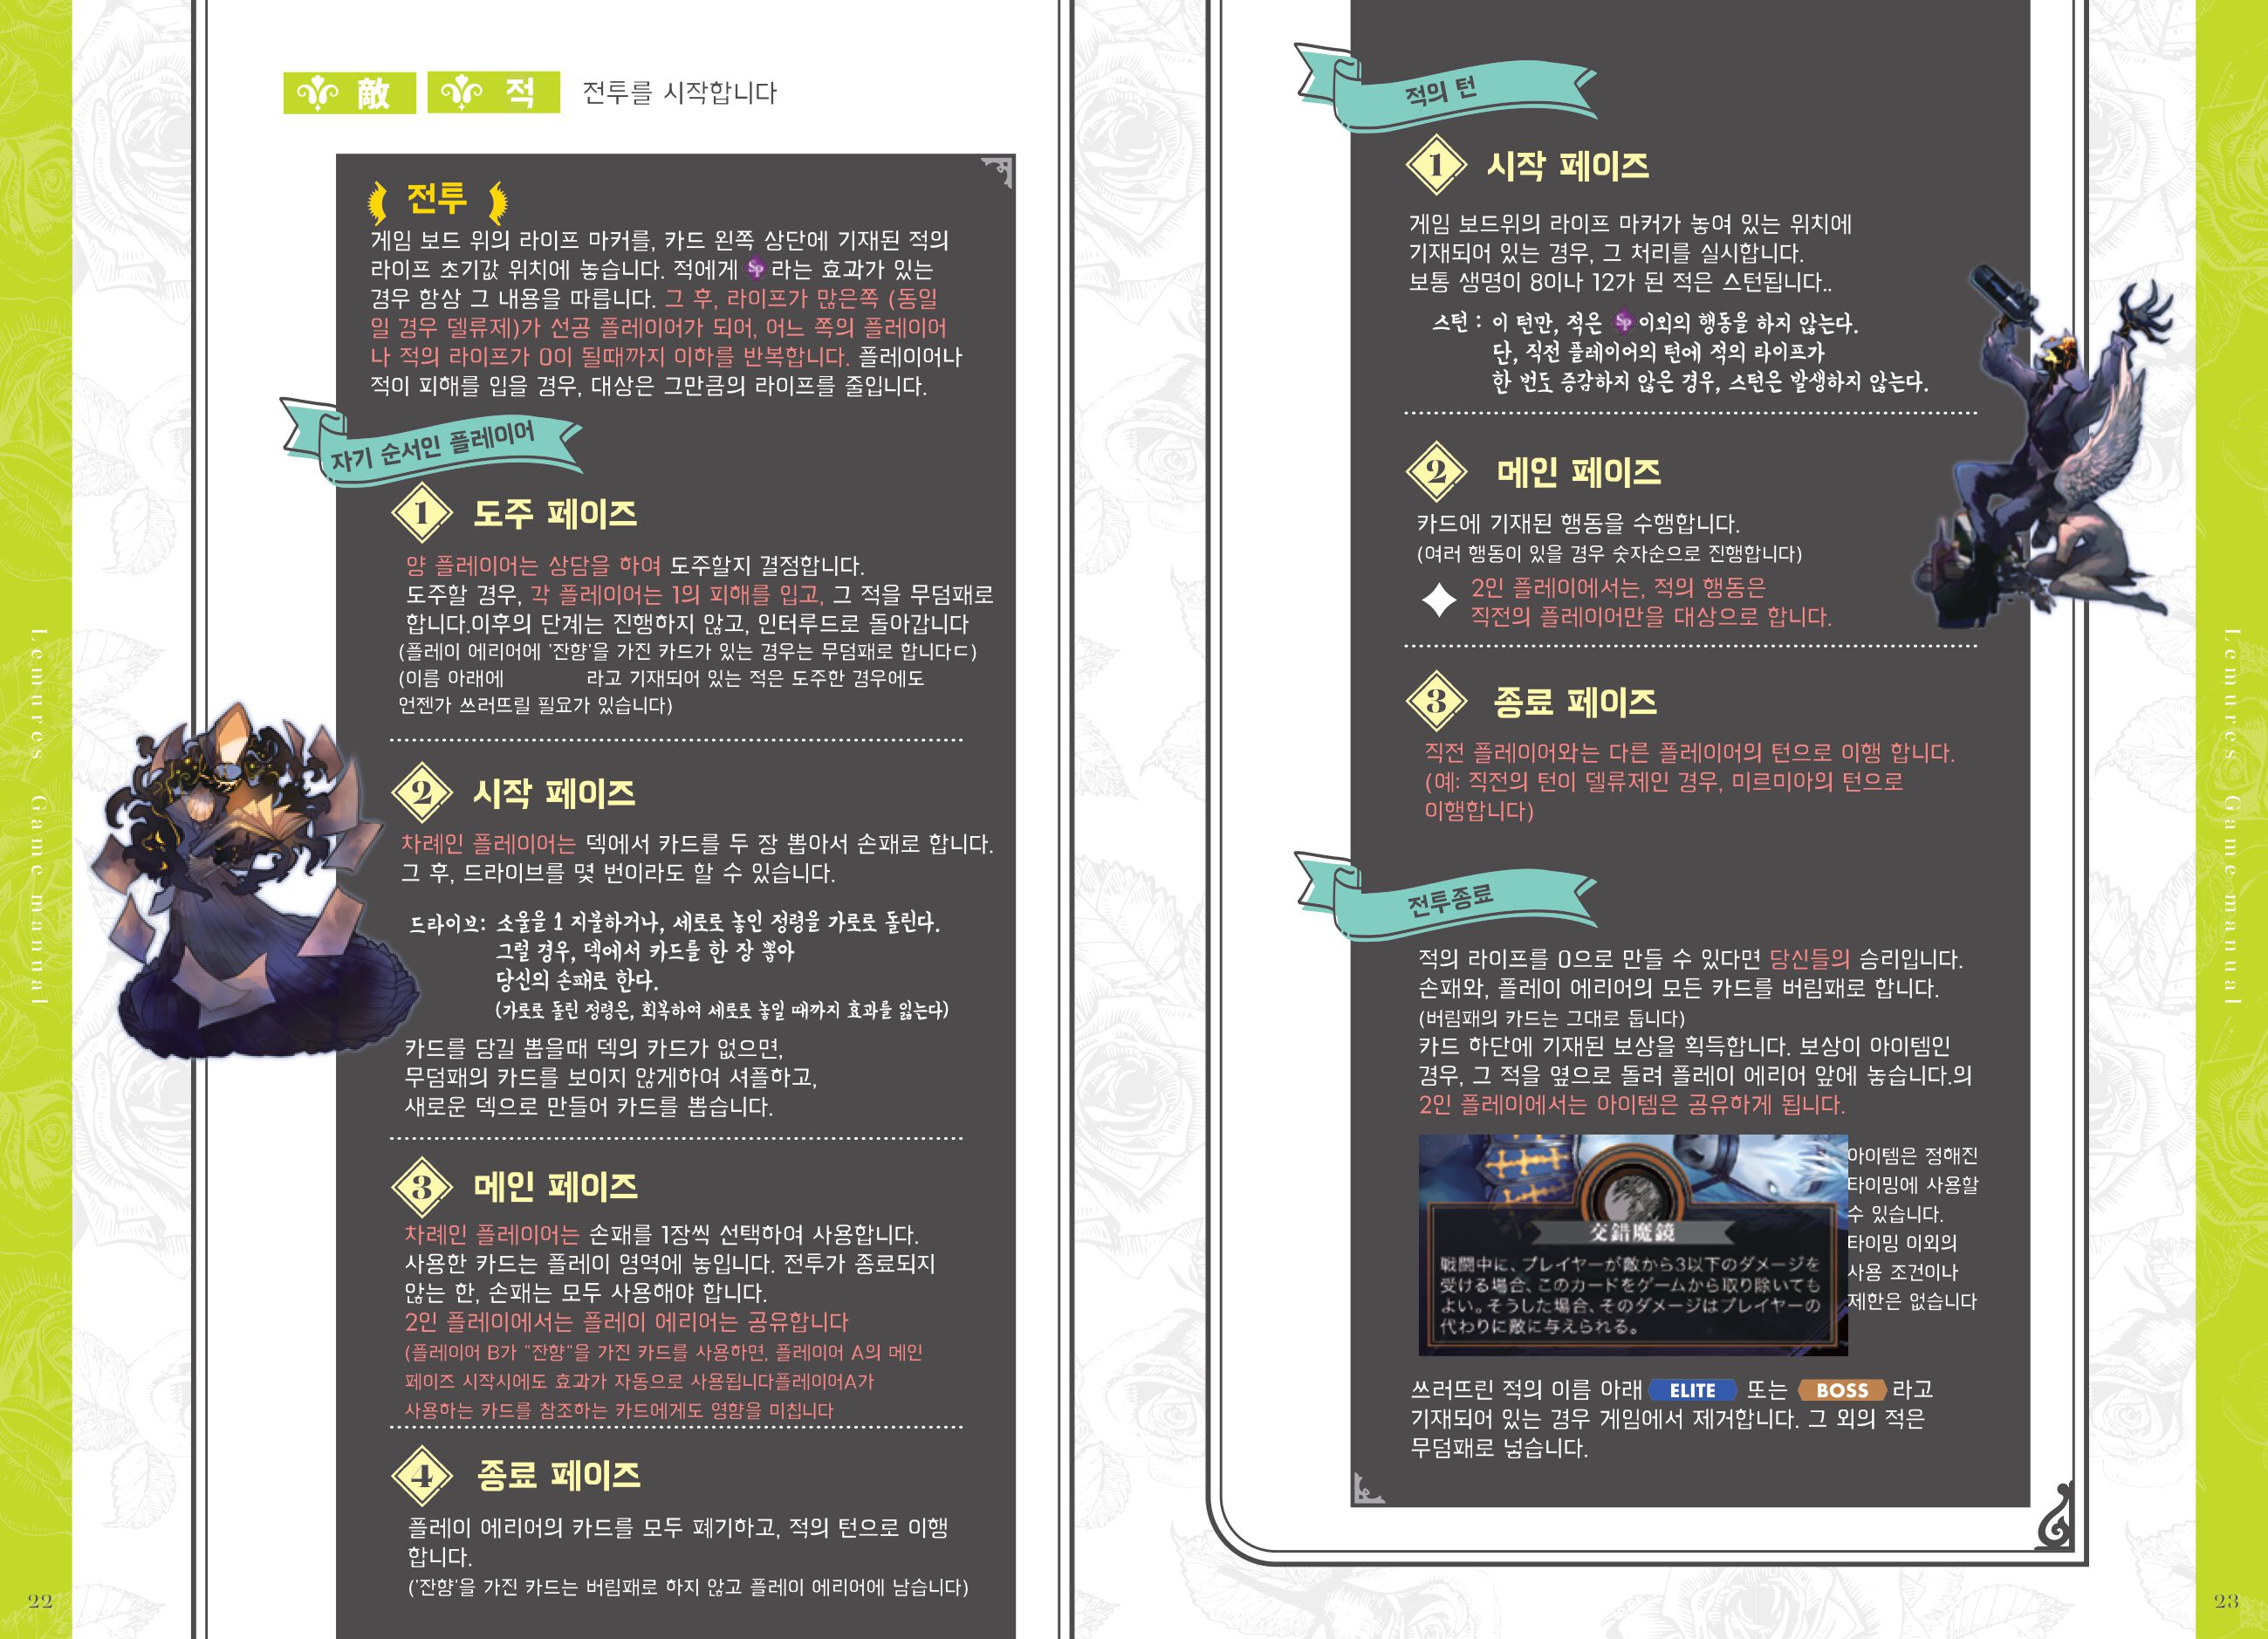 敵 적 전투를 시작합니다
전투
게임 보드 위의 라이프 마커를, 카드 왼쪽 상단에 기재된 적의
라이프 초기값 위치에 놓습니다. 적에게 SP 라는 효과가 있는
경우 항상 그 내용을 따릅니다. 그 후, 라이프가 많은쪽 (동일
일 경우 델류제)가 선공 플레이어가 되어, 어느 쪽의 플레이어
나 적의 라이프가 0이 될때까지 이하를 반복합니다. 플레이어나
적이 피해를 입을 경우, 대상은 그만큼의 라이프를 줄입니다.
자기 순서인 플레이어
1 도주 페이즈
양 플레이어는 상담을 하여 도주할지 결정합니다.
도주할 경우, 각 플레이어는 1의 피해를 입고, 그 적을 무덤패로
합니다.이후의 단계는 진행하지 않고, 인터루드로 돌아갑니다
(플레이 에리어에 '잔향'을 가진 카드가 있는 경우는 무덤패로 합니다ㄷ)
(이름 아래에 라고 기재되어 있는 적은 도주한 경우에도
언젠가 쓰러뜨릴 필요가 있습니다)
2 시작 페이즈
차례인 플레이어는 덱에서 카드를 두 장 뽑아서 손패로 합니다.
그 후, 드라이브를 몇 번이라도 할 수 있습니다.
드라이브: 소울을 1 지불하거나, 세로로 놓인 정령을 가로로 돌린다.
그럴 경우, 덱에서 카드를 한 장 뽑아
당신의 손패로 한다.
(가로로 돌린 정령은, 회복하여 세로로 놓일 때까지 효과를 잃는다)
카드를 담길 뽑을때 덱의 카드가 없으면,
무덤패의 카드를 보이지 않게하여 셔플하고,
새로운 덱으로 만들어 카드를 뽑습니다.
3 메인 페이즈
차례인 플레이어는 손패를 1장씩 선택하여 사용합니다.
사용한 카드는 플레이 영역에 놓입니다. 전투가 종료되지
않는 한, 손패는 모두 사용해야 합니다.
2인 플레이에서는 플레이 에리어는 공유합니다
(플레이어 B가 "잔향"을 가진 카드를 사용하면, 플레이어 A의 메인
페이즈 시작시에도 효과가 자동으로 사용됩니다플레이어A가
사용하는 카드를 참조하는 카드에게도 영향을 미칩니다
4 종료 페이즈
플레이 에리어의 카드를 모두 폐기하고, 적의 턴으로 이행
합니다.
('잔향'을 가진 카드는 버림패로 하지 않고 플레이 에리어에 남습니다)
Lemures Game manual
22
적의 턴
1 시작 페이즈
게임 보드위의 라이프 마커가 놓여 있는 위치에
기재되어 있는 경우, 그 처리를 실시합니다.
보통 생명이 8이나 12가 된 적은 스턴됩니다..
스턴 : 이 턴만, 적은 SP 이외의 행동을 하지 않는다.
단, 직전 플레이어의 턴에 적의 라이프가
한 번도 증감하지 않은 경우, 스턴은 발생하지 않는다.
2 메인 페이즈
카드에 기재된 행동을 수행합니다.
(여러 행동이 있을 경우 숫자순으로 진행합니다)
2인 플레이에서는, 적의 행동은
직전의 플레이어만을 대상으로 합니다.
3 종료 페이즈
직전 플레이어와는 다른 플레이어의 턴으로 이행 합니다.
(예: 직전의 턴이 델류제인 경우, 미르미아의 턴으로
이행합니다)
전투종료
적의 라이프를 0으로 만들 수 있다면 당신들의 승리입니다.
손패와, 플레이 에리어의 모든 카드를 버림패로 합니다.
(버림패의 카드는 그대로 둡니다)
카드 하단에 기재된 보상을 획득합니다. 보상이 아이템인
경우, 그 적을 옆으로 돌려 플레이 에리어 앞에 놓습니다.의
2인 플레이에서는 아이템은 공유하게 됩니다.
交錯魔鏡
戦闘中に、プレイヤーが敵から3以下のダメージを
受ける場合、このカードをゲームから取り除いても
よい。そうした場合、そのダメージはプレイヤーの
代わりに敵に与えられる。
아이템은 정해진
타이밍에 사용할
수 있습니다.
타이밍 이외의
사용 조건이나
제한은 없습니다
쓰러뜨린 적의 이름 아래 ELITE 또는 BOSS 라고
기재되어 있는 경우 게임에서 제거합니다. 그 외의 적은
무덤패로 넣습니다.
Lemures Game manual
23